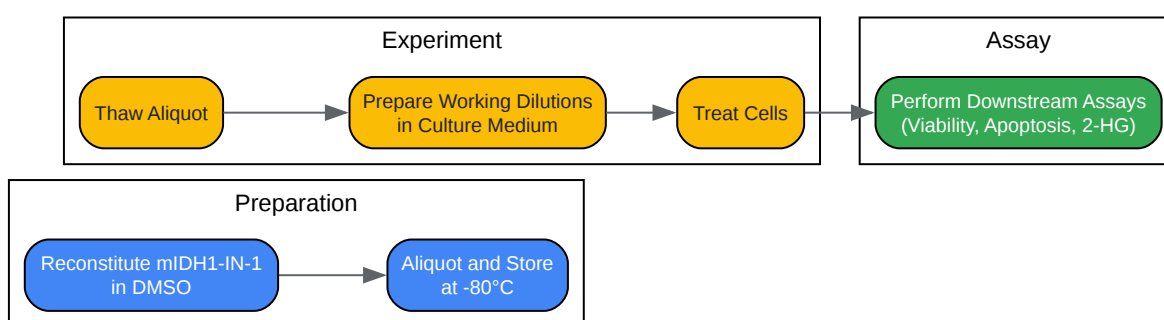 Experiment
Thaw Aliquot
Prepare Working Dilutions
in Culture Medium
Treat Cells
Assay
Perform Downstream Assays
(Viability, Apoptosis, 2-HG)
Preparation
Reconstitute mIDH1-IN-1
in DMSO
Aliquot and Store
at -80°C